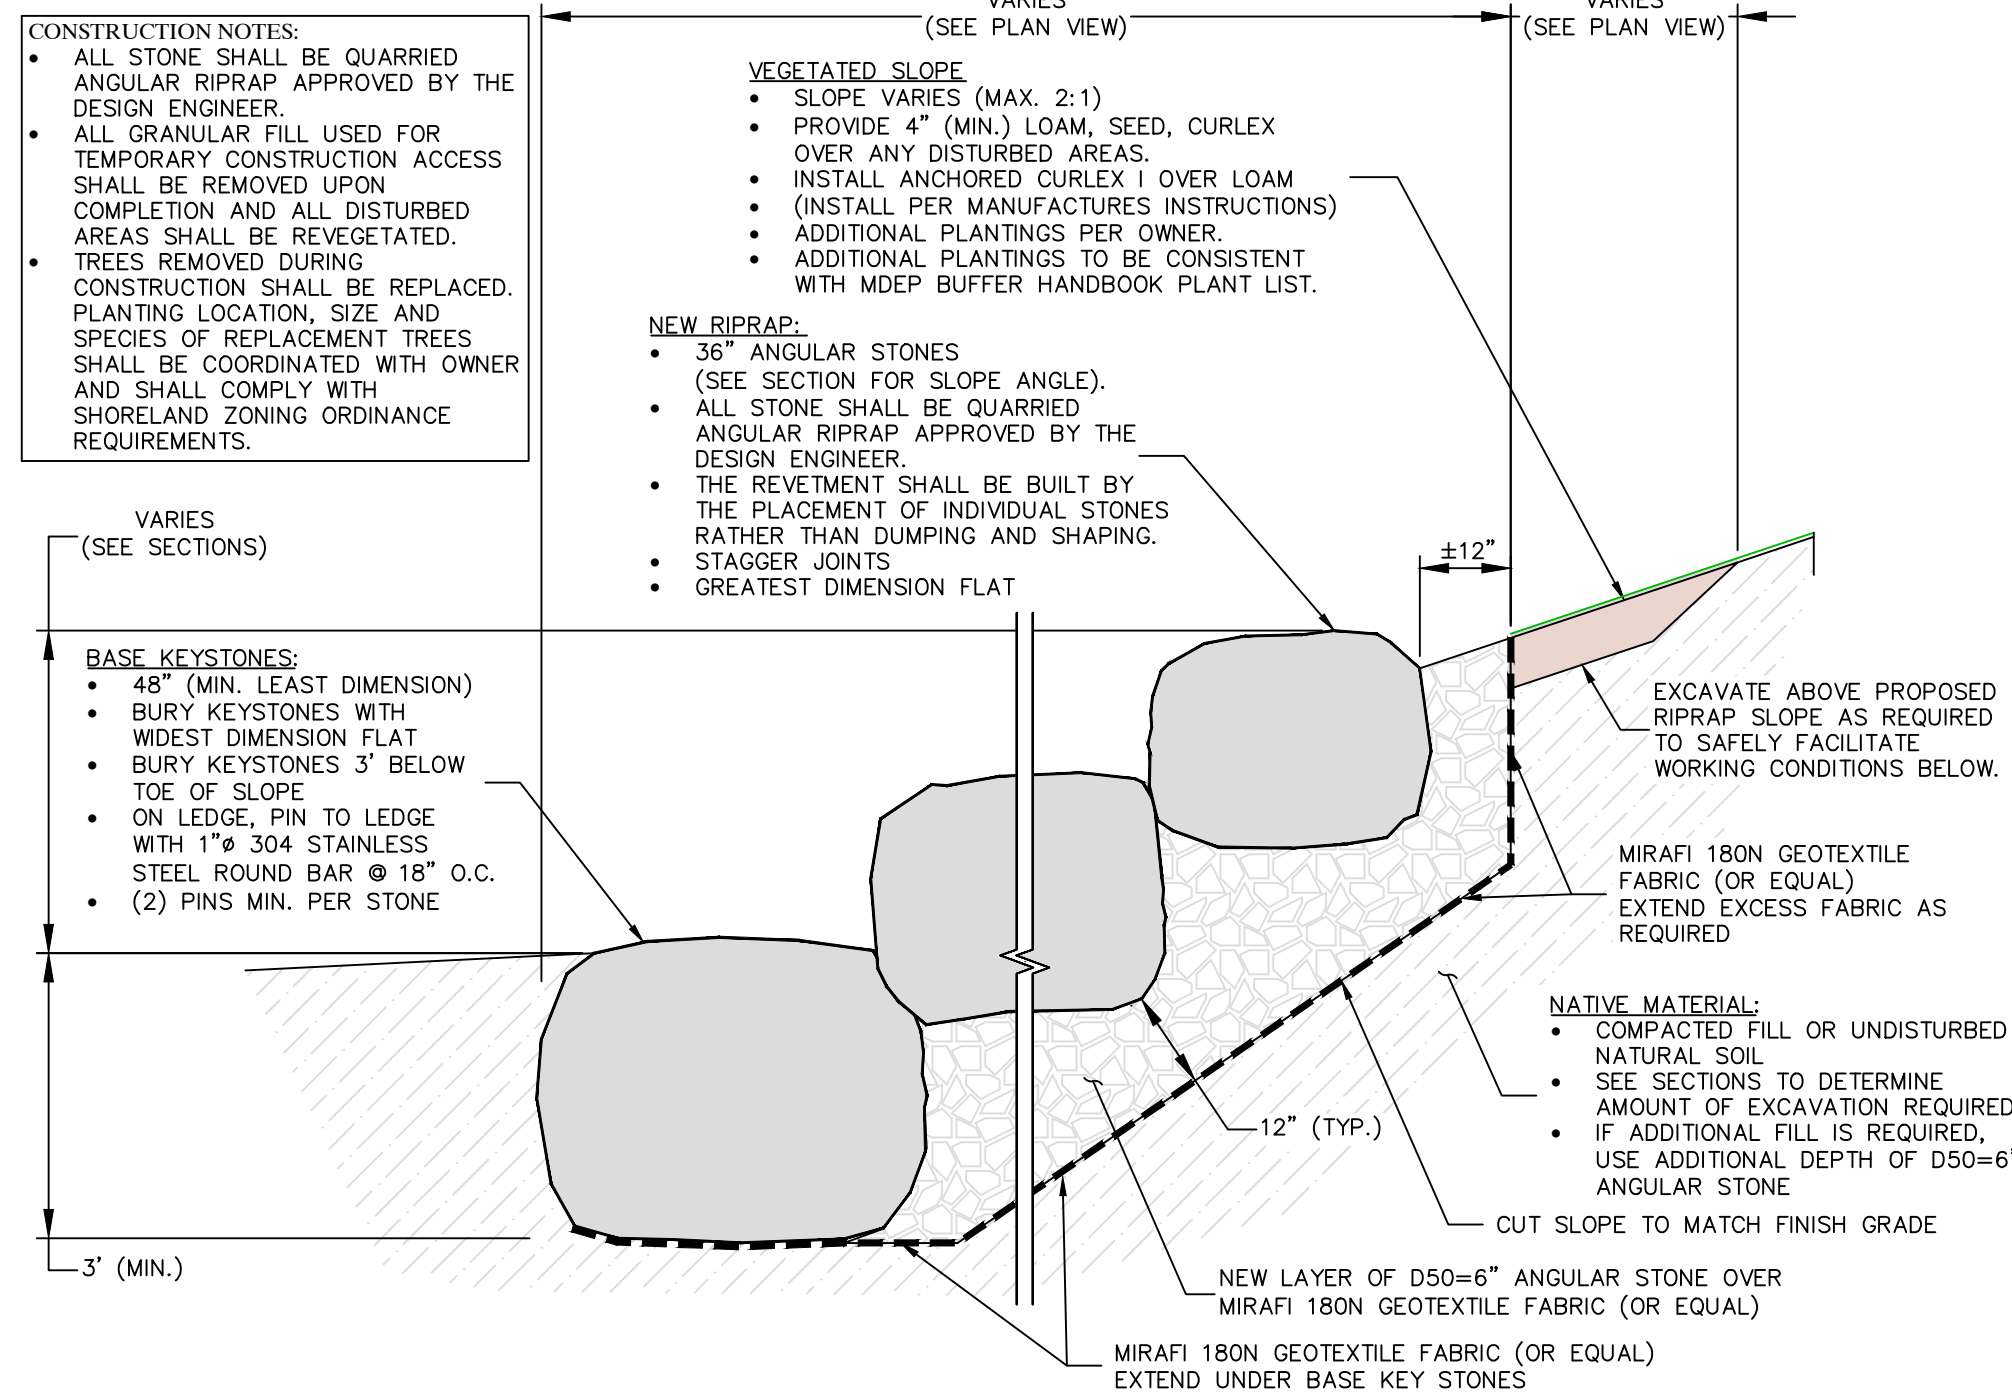 VARIES
(SEE PLAN VIEW)
VARIES
(SEE PLAN VIEW)
CONSTRUCTION NOTES:
• ALL STONE SHALL BE QUARRIED
ANGULAR RIPRAP APPROVED BY THE
DESIGN ENGINEER.
• ALL GRANULAR FILL USED FOR
TEMPORARY CONSTRUCTION ACCESS
SHALL BE REMOVED UPON
COMPLETION AND ALL DISTURBED
AREAS SHALL BE REVEGETATED.
• TREES REMOVED DURING
CONSTRUCTION SHALL BE REPLACED.
PLANTING LOCATION, SIZE AND
SPECIES OF REPLACEMENT TREES
SHALL BE COORDINATED WITH OWNER
AND SHALL COMPLY WITH
SHORELAND ZONING ORDINANCE
REQUIREMENTS.
VEGETATED SLOPE
• SLOPE VARIES (MAX. 2:1)
• PROVIDE 4” (MIN.) LOAM, SEED, CURLEX
OVER ANY DISTURBED AREAS.
• INSTALL ANCHORED CURLEX I OVER LOAM
• (INSTALL PER MANUFACTURES INSTRUCTIONS)
• ADDITIONAL PLANTINGS PER OWNER.
• ADDITIONAL PLANTINGS TO BE CONSISTENT
WITH MDEP BUFFER HANDBOOK PLANT LIST.
NEW RIPRAP:
• 36” ANGULAR STONES
(SEE SECTION FOR SLOPE ANGLE).
• ALL STONE SHALL BE QUARRIED
ANGULAR RIPRAP APPROVED BY THE
DESIGN ENGINEER.
• THE REVETMENT SHALL BE BUILT BY
THE PLACEMENT OF INDIVIDUAL STONES
RATHER THAN DUMPING AND SHAPING.
• STAGGER JOINTS
• GREATEST DIMENSION FLAT
VARIES
(SEE SECTIONS)
±12”
BASE KEYSTONES:
• 48” (MIN. LEAST DIMENSION)
• BURY KEYSTONES WITH
WIDEST DIMENSION FLAT
• BURY KEYSTONES 3’ BELOW
TOE OF SLOPE
• ON LEDGE, PIN TO LEDGE
WITH 1”ø 304 STAINLESS
STEEL ROUND BAR @ 18” O.C.
• (2) PINS MIN. PER STONE
EXCAVATE ABOVE PROPOSED
RIPRAP SLOPE AS REQUIRED
TO SAFELY FACILITATE
WORKING CONDITIONS BELOW.
MIRAFI 180N GEOTEXTILE
FABRIC (OR EQUAL)
EXTEND EXCESS FABRIC AS
REQUIRED
NATIVE MATERIAL:
• COMPACTED FILL OR UNDISTURBED
NATURAL SOIL
• SEE SECTIONS TO DETERMINE
AMOUNT OF EXCAVATION REQUIRED
• IF ADDITIONAL FILL IS REQUIRED,
USE ADDITIONAL DEPTH OF D50=6”
ANGULAR STONE
12” (TYP.)
CUT SLOPE TO MATCH FINISH GRADE
3’ (MIN.)
NEW LAYER OF D50=6” ANGULAR STONE OVER
MIRAFI 180N GEOTEXTILE FABRIC (OR EQUAL)
MIRAFI 180N GEOTEXTILE FABRIC (OR EQUAL)
EXTEND UNDER BASE KEY STONES